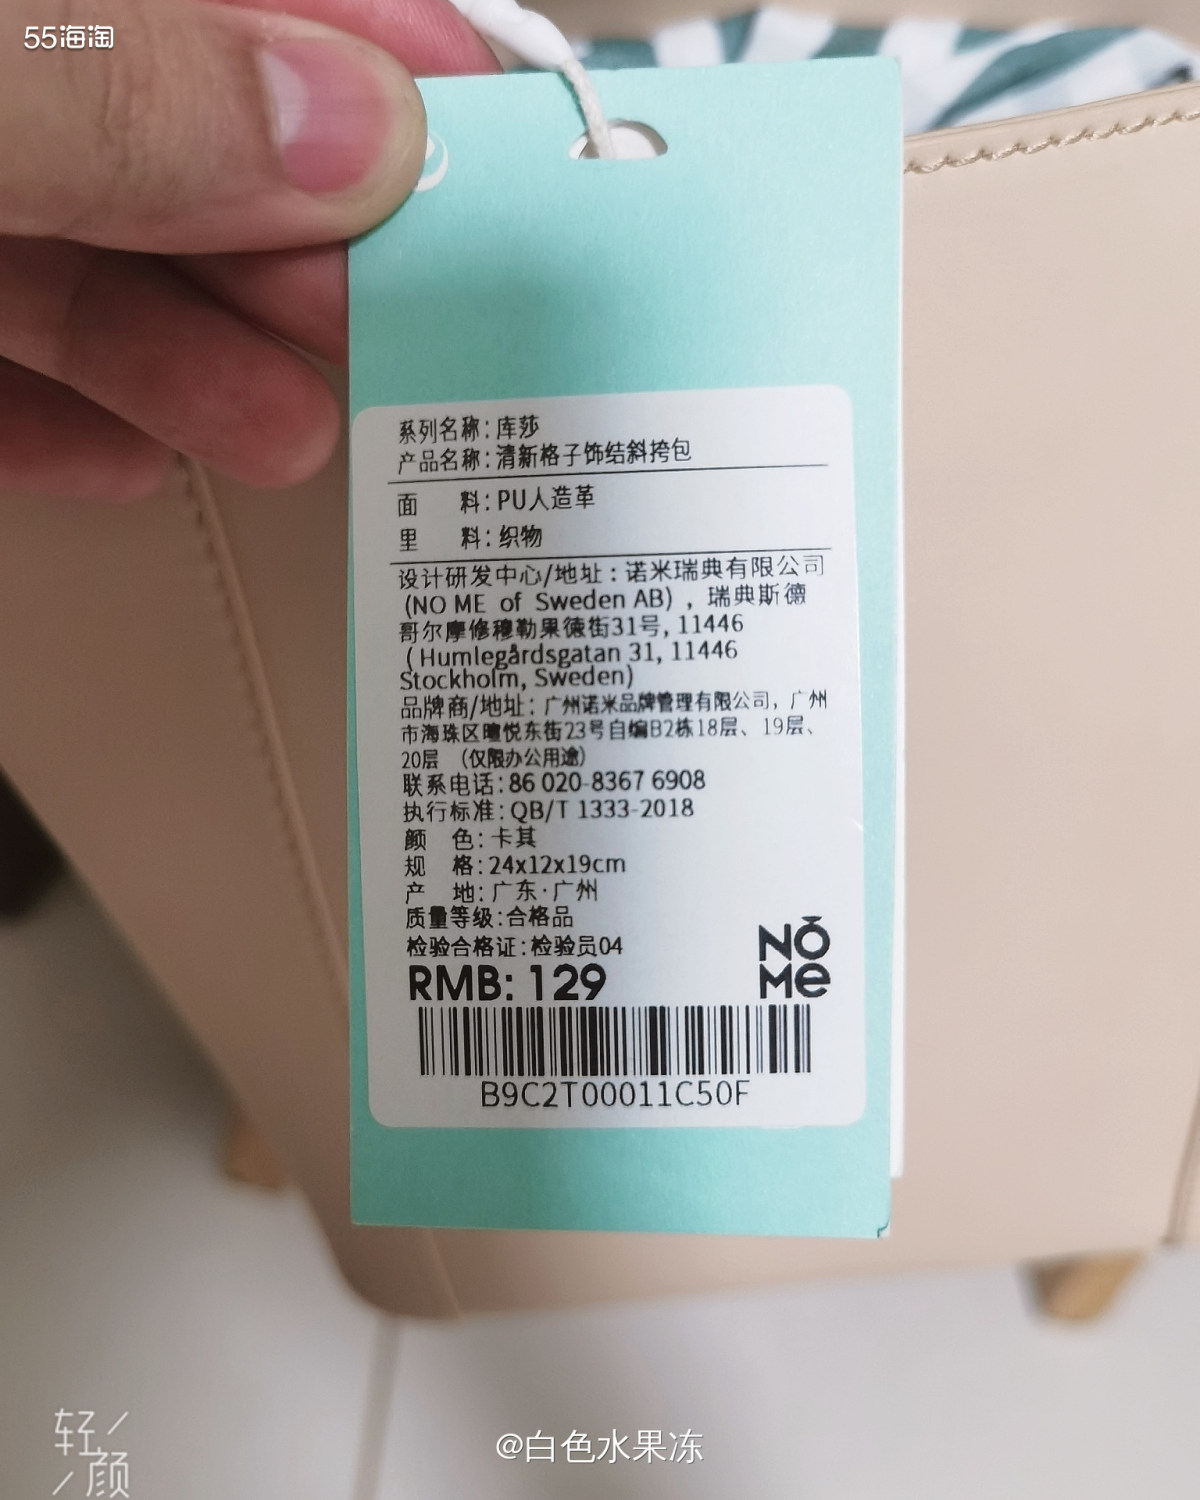 55海淘
系列名称:库莎
产品名称:清新格子饰结斜挎包
面 料:PU人造革
里 料:织物
设计研发中心/地址:诺米瑞典有限公司
(NO ME of Sweden AB) ,瑞典斯德
哥尔摩修穆勒果德街31号, 11446
(Humlegårdsgatan 31, 11446
Stockholm, Sweden)
品牌商/地址:广州诺米品牌管理有限公司,广州
市海珠区暄悦东街23号自编B2栋18层、19层、
20层 (仅限办公用途)
联系电话:86 020-8367 6908
执行标准:QB/T 1333-2018
颜 色:卡其
规 格:24x12x19cm
产 地:广东·广州
质量等级:合格品
检验合格证:检验员04
RMB: 129
NOME
B9C2T00011C50F
轻颜
@白色水果冻